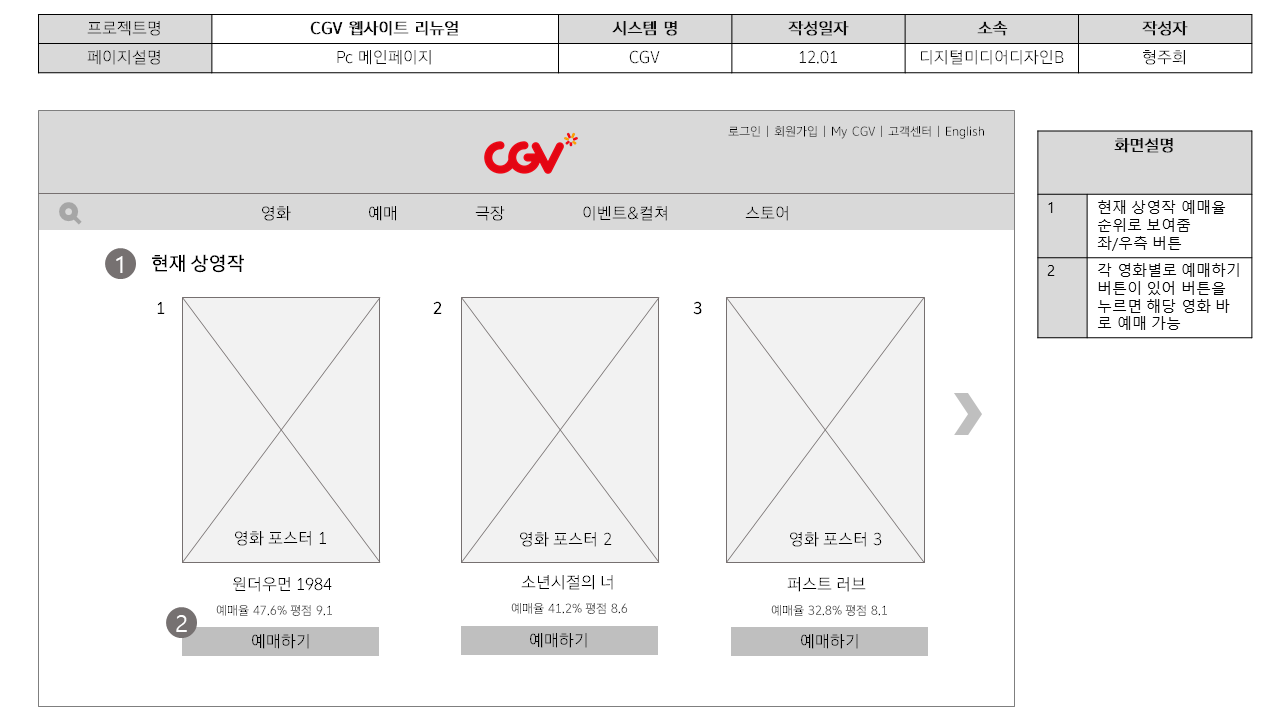 프로젝트명 CGV 웹사이트 리뉴얼 시스템 명 작성일자 소속 작성자
페이지설명 Pc 메인페이지 CGV 12.01 디지털미디어디자인B 형주희
로그인 | 회원가입 | My CGV | 고객센터 | English
CGV
영화 예매 극장 이벤트&컬쳐 스토어
1 현재 상영작
1 2 3
영화 포스터 1 영화 포스터 2 영화 포스터 3
원더우먼 1984 소년시절의 너 퍼스트 러브
예매율 47.6% 평점 9.1 예매율 41.2% 평점 8.6 예매율 32.8% 평점 8.1
2 예매하기 예매하기 예매하기
화면설명
1 현재 상영작 예매율
순위로 보여줌
좌/우측 버튼
2 각 영화별로 예매하기
버튼이 있어 버튼을
누르면 해당 영화 바
로 예매 가능